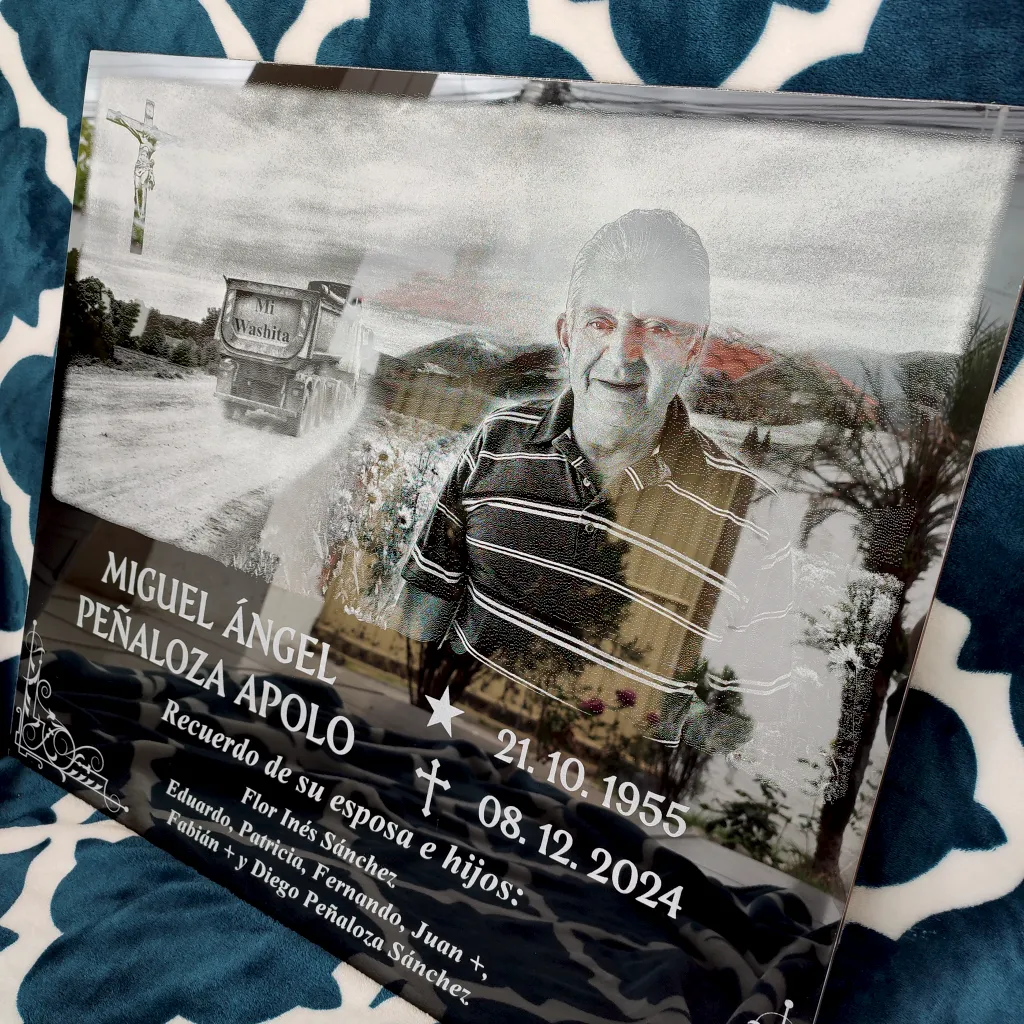 Mi
Washita
MIGUEL ÁNGEL
PEÑALOZA APOLO
21. 10. 1955
08. 12. 2024
Recuerdo de su esposa e hijos:
Flor Inés Sánchez.
Eduardo, Patricia, Fernando, Juan +,
Fabián + y Diego Peñaloza Sánchez